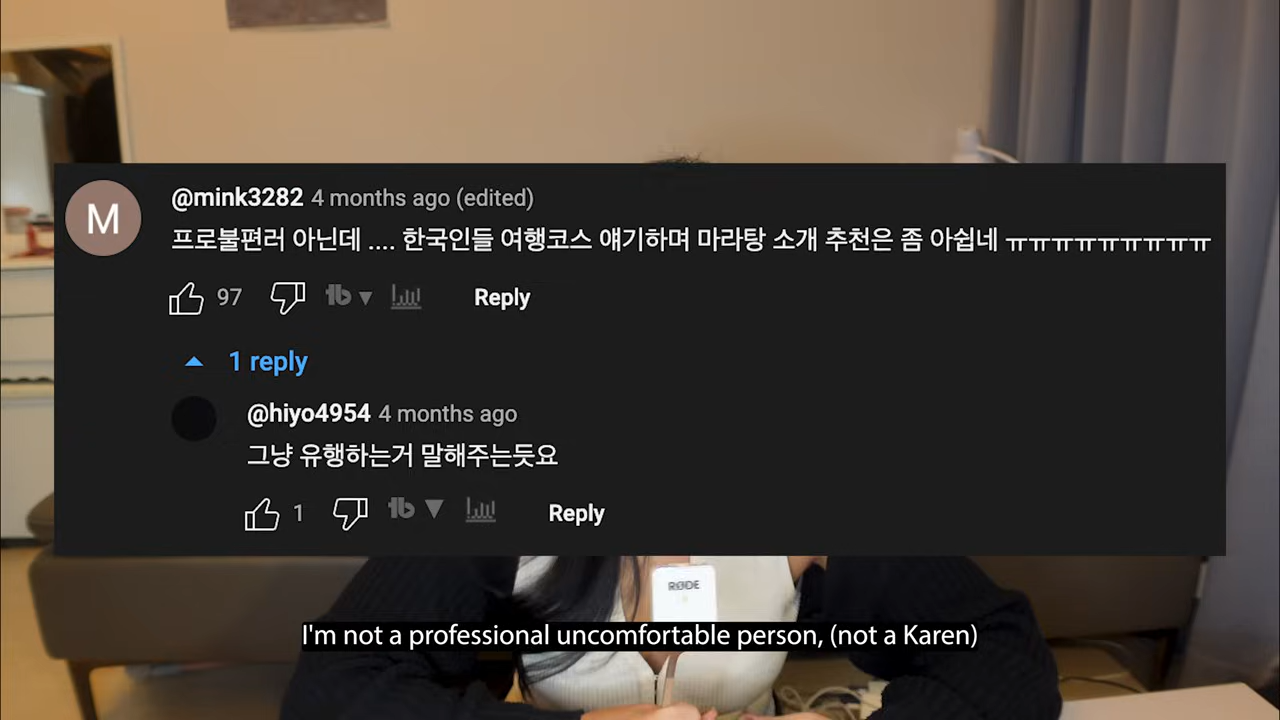 M
@mink3282 4 months ago (edited)
프로불편러 아닌데 .... 한국인들 여행코스 얘기하며 마라탕 소개 추천은 좀 아쉽네 ㅠㅠㅠㅠㅠㅠㅠㅠㅠ
97
Reply
1 reply
@hiyo4954 4 months ago
그냥 유행하는거 말해주는듯요
1
Reply
RØDE
I'm not a professional uncomfortable person, (not a Karen)